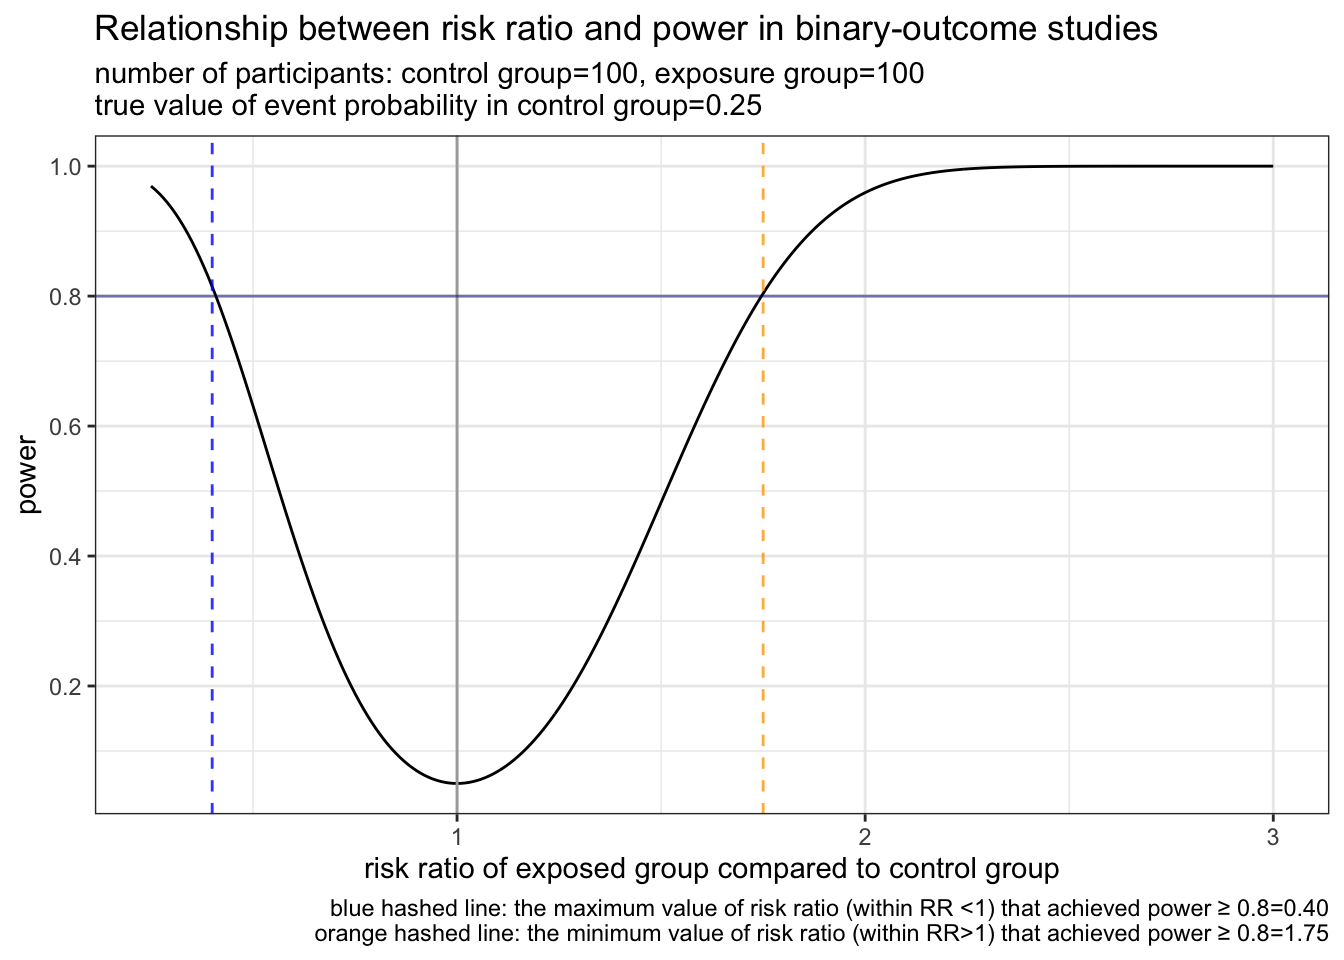 Relationship between risk ratio and power in binary-outcome studies
number of participants: control group=100, exposure group=100
true value of event probability in control group=0.25
1.0
0.8
0.6
0.4
0.2
power
1 2 3
risk ratio of exposed group compared to control group
blue hashed line: the maximum value of risk ratio (within RR <1) that achieved power ≥ 0.8=0.40
orange hashed line: the minimum value of risk ratio (within RR>1) that achieved power ≥ 0.8=1.75